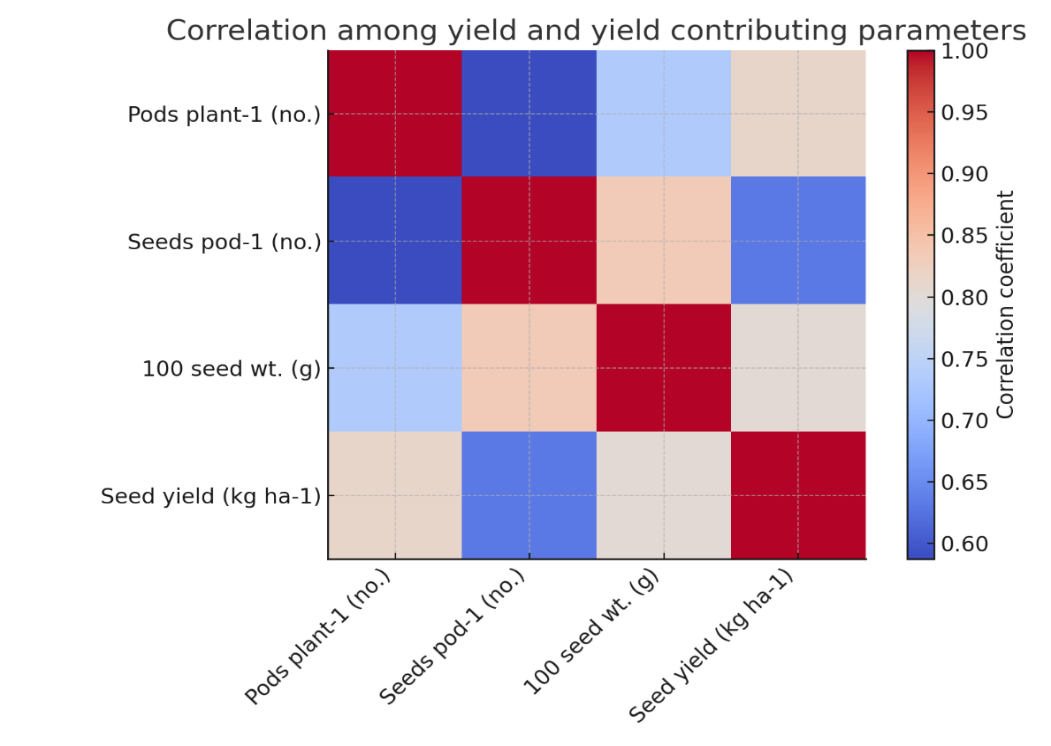 Correlation among yield and yield contributing parameters
Pods plant-1 (no.)
Seeds pod-1 (no.)
100 seed wt. (g)
Seed yield (kg ha-1)
Pods plant-1 (no.)
Seeds pod-1 (no.)
100 seed wt. (g)
Seed yield (kg ha-1)
1.00
0.95
0.90
0.85
0.80
0.75
0.70
0.65
0.60
Correlation coefficient